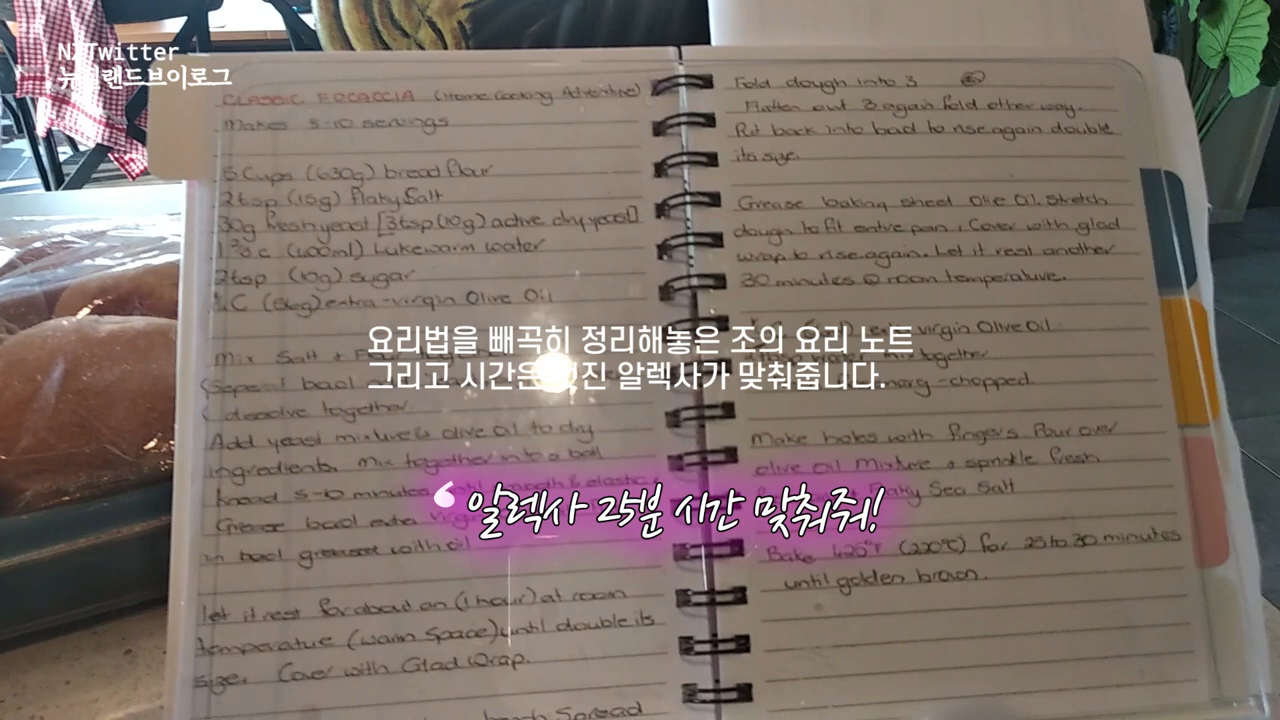 NZTwitter
뉴질랜드브이로그
CLASSIC FOCACCIA (Home Cooking Adventure)
Makes 8-10 servings
5 Cups (630g) bread flour
2 tsp (15g) Flaky Salt
30g fresh yeast [3tsp (10g) active dry yeast]
1 ⅔ c (400ml) Lukewarm water
2tsp (10g) sugar
¼ C (56g) extra-virgin Olive Oil
Mix Salt +
bowl
dissolve together.
Add yeast mixture & olive oil to dry
ingredients. Mix together into a ball
Knead 5-10 minutes until smooth & elastic
Grease bowl extra
in bowl greased with oil
let it rest for about an (1 hour) at room
temperature (warm space) until double its
size. Cover with Glad Wrap.
Spread
Fold dough into 3
Flatten out & again fold other way.
Put back into bowl to rise again double
its size.
Grease baking sheet Olive Oil. Stretch
dough to fit entire pan, Cover with glad
wrap to rise again. Let it rest another
30 minutes @ room temperature.
virgin Olive Oil
together
chopped
Make holes with fingers Pour over
olive oil Mixture & sprinkle fresh
Flaky Sea Salt
Bake 425°F (220°C) for 25 to 30 minutes
until golden brown.
요리법을 빼곡히 정리해놓은 조의 요리 노트
그리고 시간은 멋진 알렉사가 맞춰줍니다.
‘알렉사 25분 시간 맞춰줘!